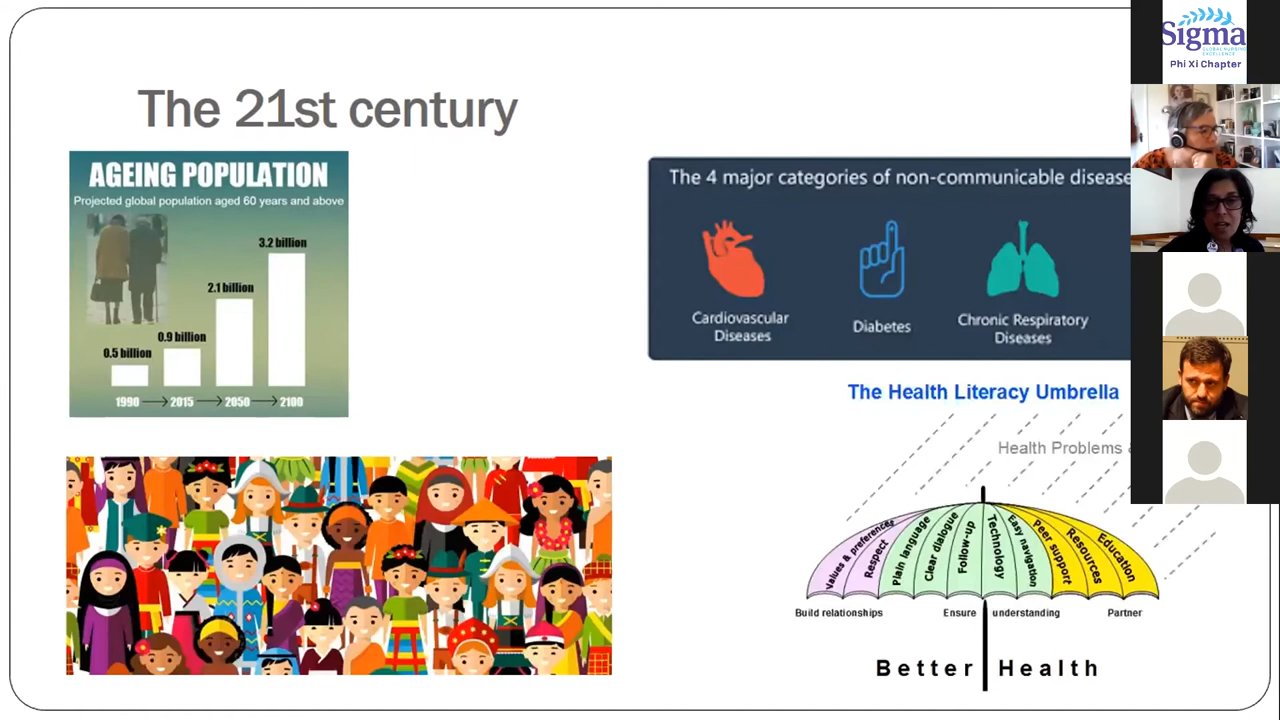 The 21st century
AGEING POPULATION
Projected global population aged 60 years and above
3.2 billion
2.1 billion
0.9 billion
0.5 billion
1990
2015
2050
2100
The 4 major categories of non-communicable disease
Cardiovascular
Diseases
Diabetes
Chronic Respiratory
Diseases
The Health Literacy Umbrella
Health Problems
Values & preferences
Respect
Plain language
Clear dialogue
Follow-up
Technology
Easy navigation
Peer support
Resources
Education
Build relationships
Ensure understanding
Partner
Better Health
Sigma
GLOBAL NURSING
EXCELLENCE
Phi Xi Chapter